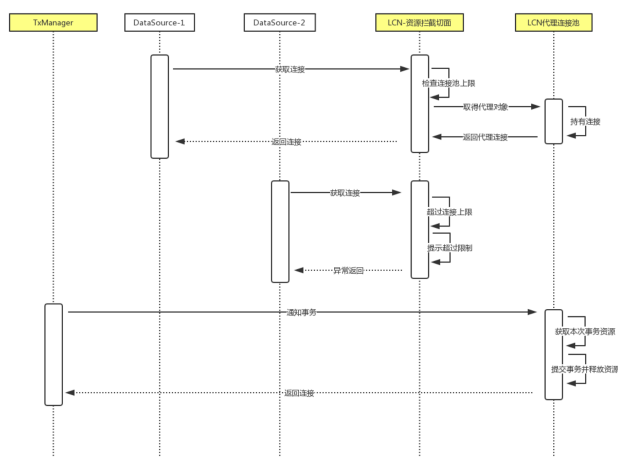 TxManager
DataSource-1
DataSource-2
LCN-资源拦截切面
LCN代理连接池
获取连接
检查连接池上限
取得代理对象
持有连接
返回代理连接
返回连接
获取连接
超过连接上限
提示超过限制
异常返回
通知事务
获取本次事务资源
提交事务并释放资源
返回连接